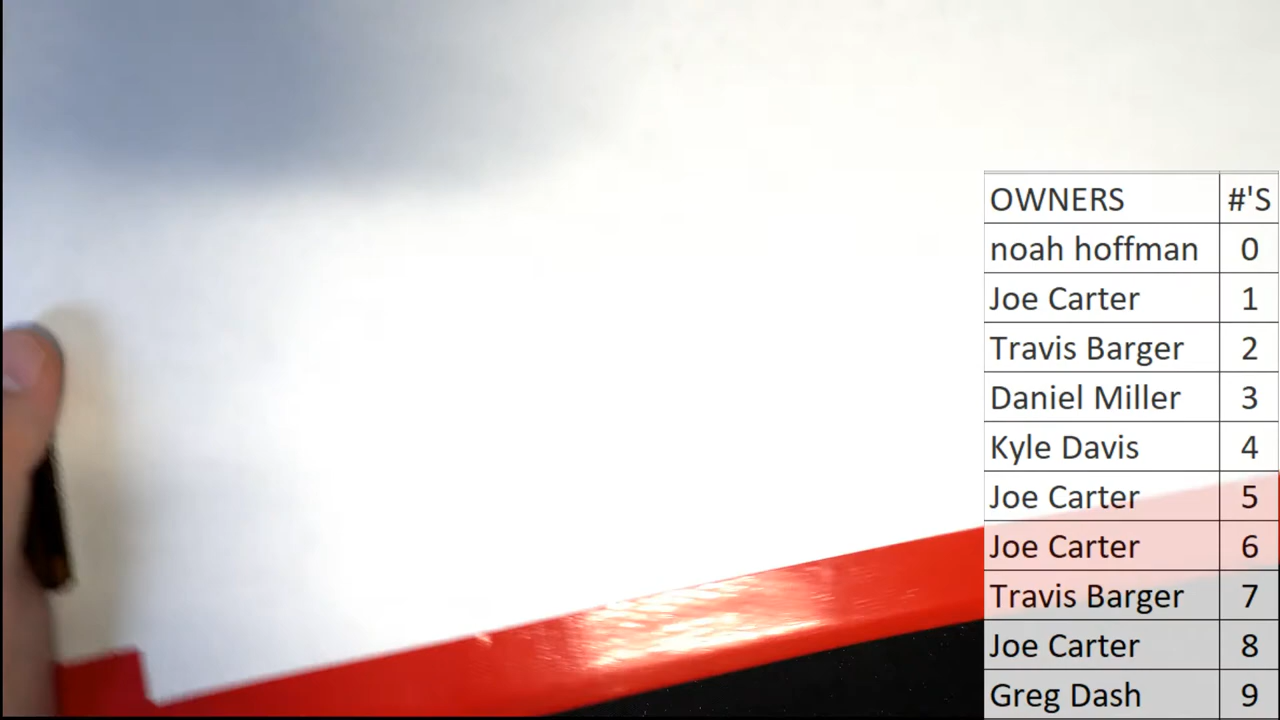 OWNERS #'S
noah hoffman 0
Joe Carter 1
Travis Barger 2
Daniel Miller 3
Kyle Davis 4
Joe Carter 5
Joe Carter 6
Travis Barger 7
Joe Carter 8
Greg Dash 9